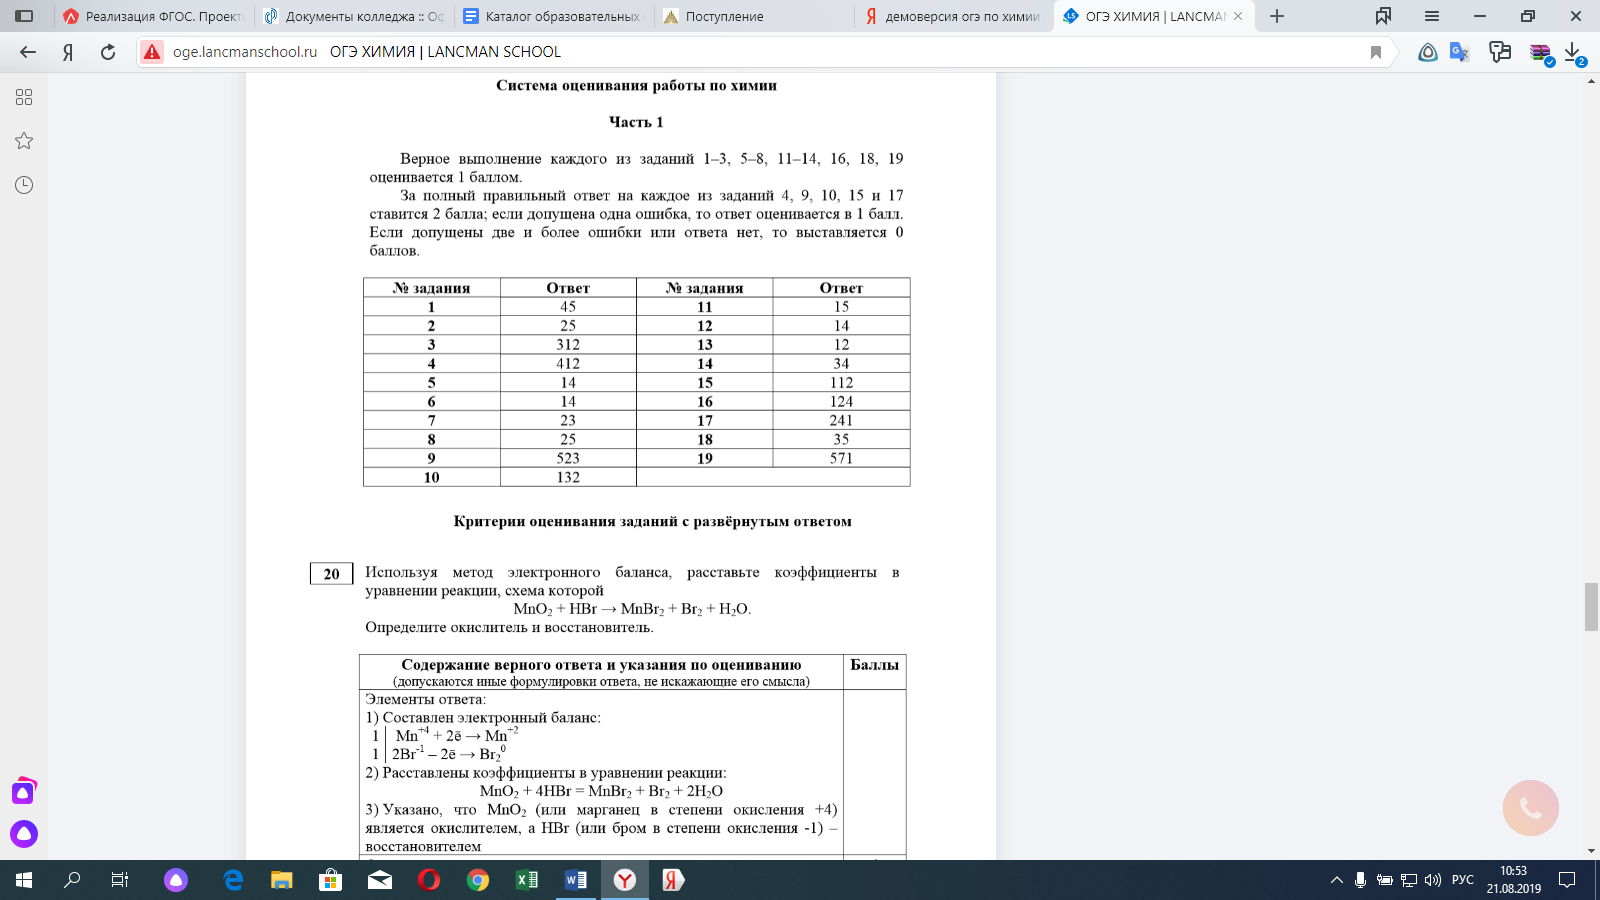 Реализация ФГОС. Проект
Документы колледжа :: Оф
Каталог образовательных
Поступление
демоверсия огэ по химии
ОГЭ ХИМИЯ | LANCMAN
oge.lancmanschool.ru ОГЭ ХИМИЯ | LANCMAN SCHOOL
Система оценивания работы по химии
Часть 1
Верное выполнение каждого из заданий 1–3, 5–8, 11–14, 16, 18, 19
оценивается 1 баллом.
За полный правильный ответ на каждое из заданий 4, 9, 10, 15 и 17
ставится 2 балла; если допущена одна ошибка, то ответ оценивается в 1 балл.
Если допущены две и более ошибки или ответа нет, то выставляется 0
баллов.
№ задания Ответ № задания Ответ
1 45 11 15
2 25 12 14
3 312 13 12
4 412 14 34
5 14 15 112
6 14 16 124
7 23 17 241
8 25 18 35
9 523 19 571
10 132
Критерии оценивания заданий с развёрнутым ответом
20 Используя метод электронного баланса, расставьте коэффициенты в
уравнении реакции, схема которой
MnO₂ + HBr → MnBr₂ + Br₂ + H₂O.
Определите окислитель и восстановитель.
Содержание верного ответа и указания по оцениванию Баллы
(допускаются иные формулировки ответа, не искажающие его смысла)
Элементы ответа:
1) Составлен электронный баланс:
1 | Mn⁺⁴ + 2ē → Mn⁺²
1 | 2Br⁻¹ – 2ē → Br₂⁰
2) Расставлены коэффициенты в уравнении реакции:
MnO₂ + 4HBr = MnBr₂ + Br₂ + 2H₂O
3) Указано, что MnO₂ (или марганец в степени окисления +4)
является окислителем, а HBr (или бром в степени окисления -1) –
восстановителем
РУС
10:53
21.08.2019